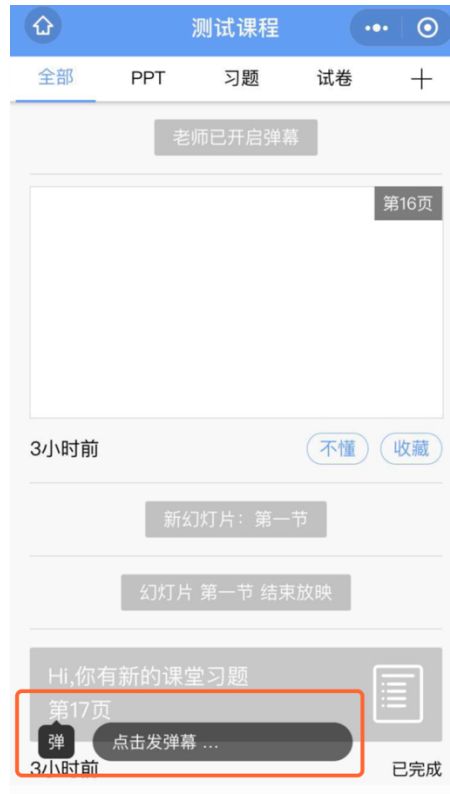 测试课程
全部 PPT 习题 试卷
老师已开启弹幕
第16页
3小时前 不懂 收藏
新幻灯片：第一节
幻灯片 第一节 结束放映
Hi,你有新的课堂习题
第17页
弹 点击发弹幕 ...
3小时前 已完成